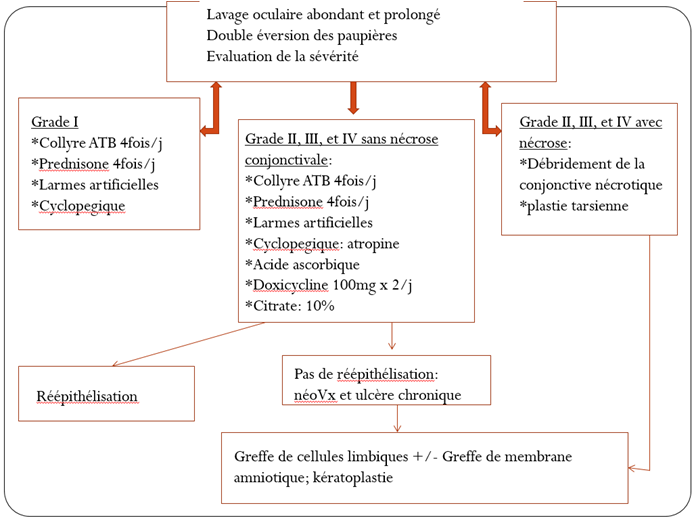 Lavage oculaire abondant et prolongé
Double éversion des paupières
Evaluation de la sévérité
Grade I
*Collyre ATB 4fois/j
*Prednisone 4fois/j
*Larmes artificielles
*Cyclopegique
Grade II, III, et IV sans nécrose
conjonctivale:
*Collyre ATB 4fois/j
*Prednisone 4fois/j
*Larmes artificielles
*Cyclopegique: atropine
*Acide ascorbique
*Doxicycline 100mg x 2/j
*Citrate: 10%
Grade II, III, et IV avec
nécrose:
*Débridement de la
conjonctive nécrotique
*plastie tarsienne
Réépithélisation
Pas de réépithélisation:
néoVx et ulcère chronique
Greffe de cellules limbiques +/- Greffe de membrane
amniotique; kératoplastie